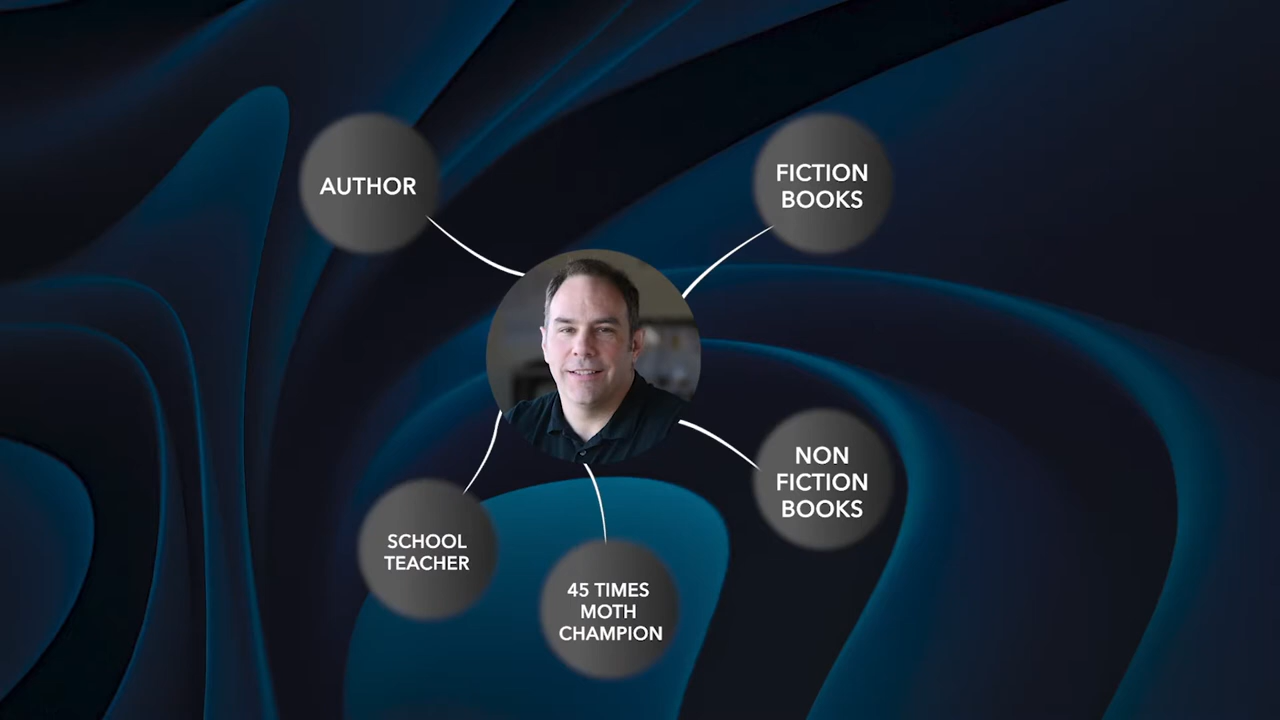 AUTHOR
FICTION
BOOKS
NON
FICTION
BOOKS
SCHOOL
TEACHER
45 TIMES
MOTH
CHAMPION